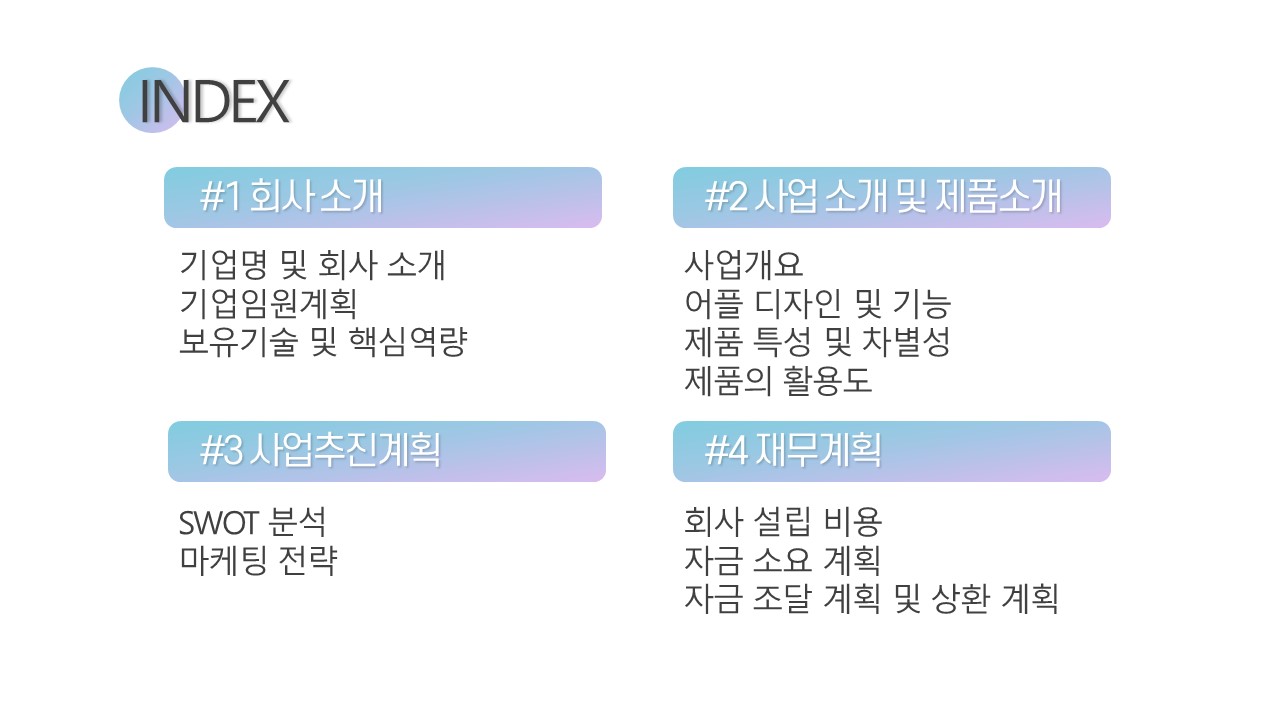 INDEX
#1 회사 소개
기업명 및 회사 소개
기업임원계획
보유기술 및 핵심역량
#2 사업 소개 및 제품소개
사업개요
어플 디자인 및 기능
제품 특성 및 차별성
제품의 활용도
#3 사업추진계획
SWOT 분석
마케팅 전략
#4 재무계획
회사 설립 비용
자금 소요 계획
자금 조달 계획 및 상환 계획